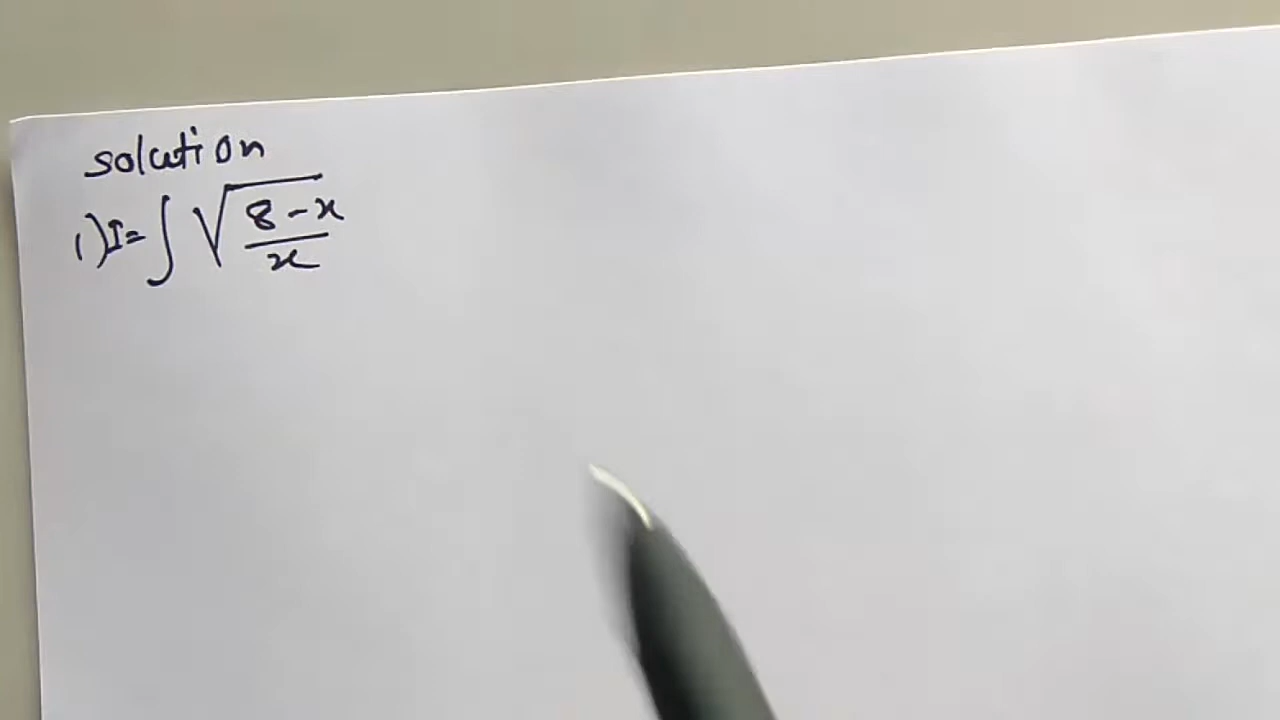 solution
1) I = ∫ √((8-x)/x)